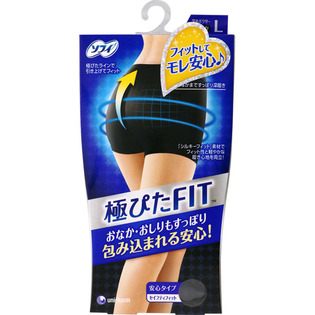 ソフィ
極ぴたラインで、
引き上げてフィット
L
フィットして
モレ安心♪
おなかまですっぽり深履き
「シルキーフィット」素材で
フィット性と軽やかな
履き心地を両立!
極ぴたFIT™
おなか・おしりもすっぽり
包み込まれる安心!
安心タイプ
セイフティフィット
unicharm